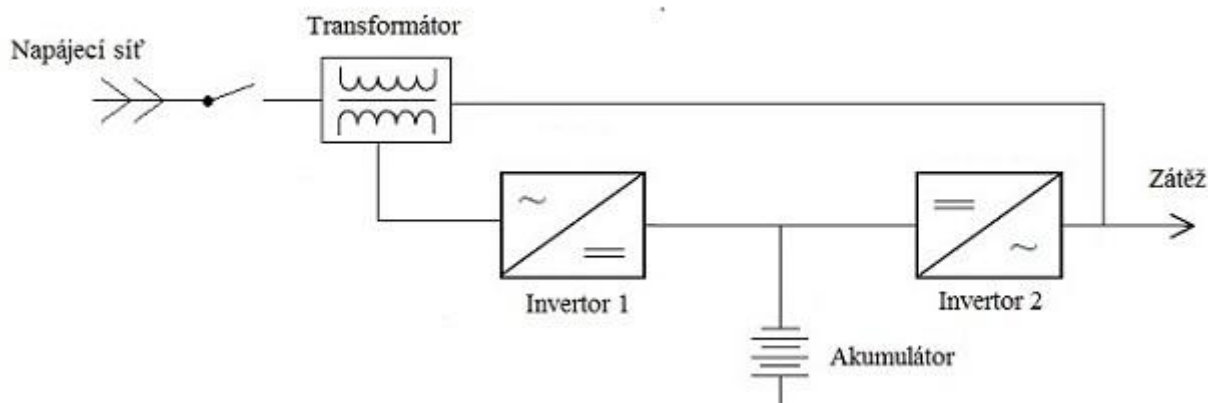 Transformátor
Napájecí síť
Zátěž
Invertor 1
Invertor 2
Akumulátor